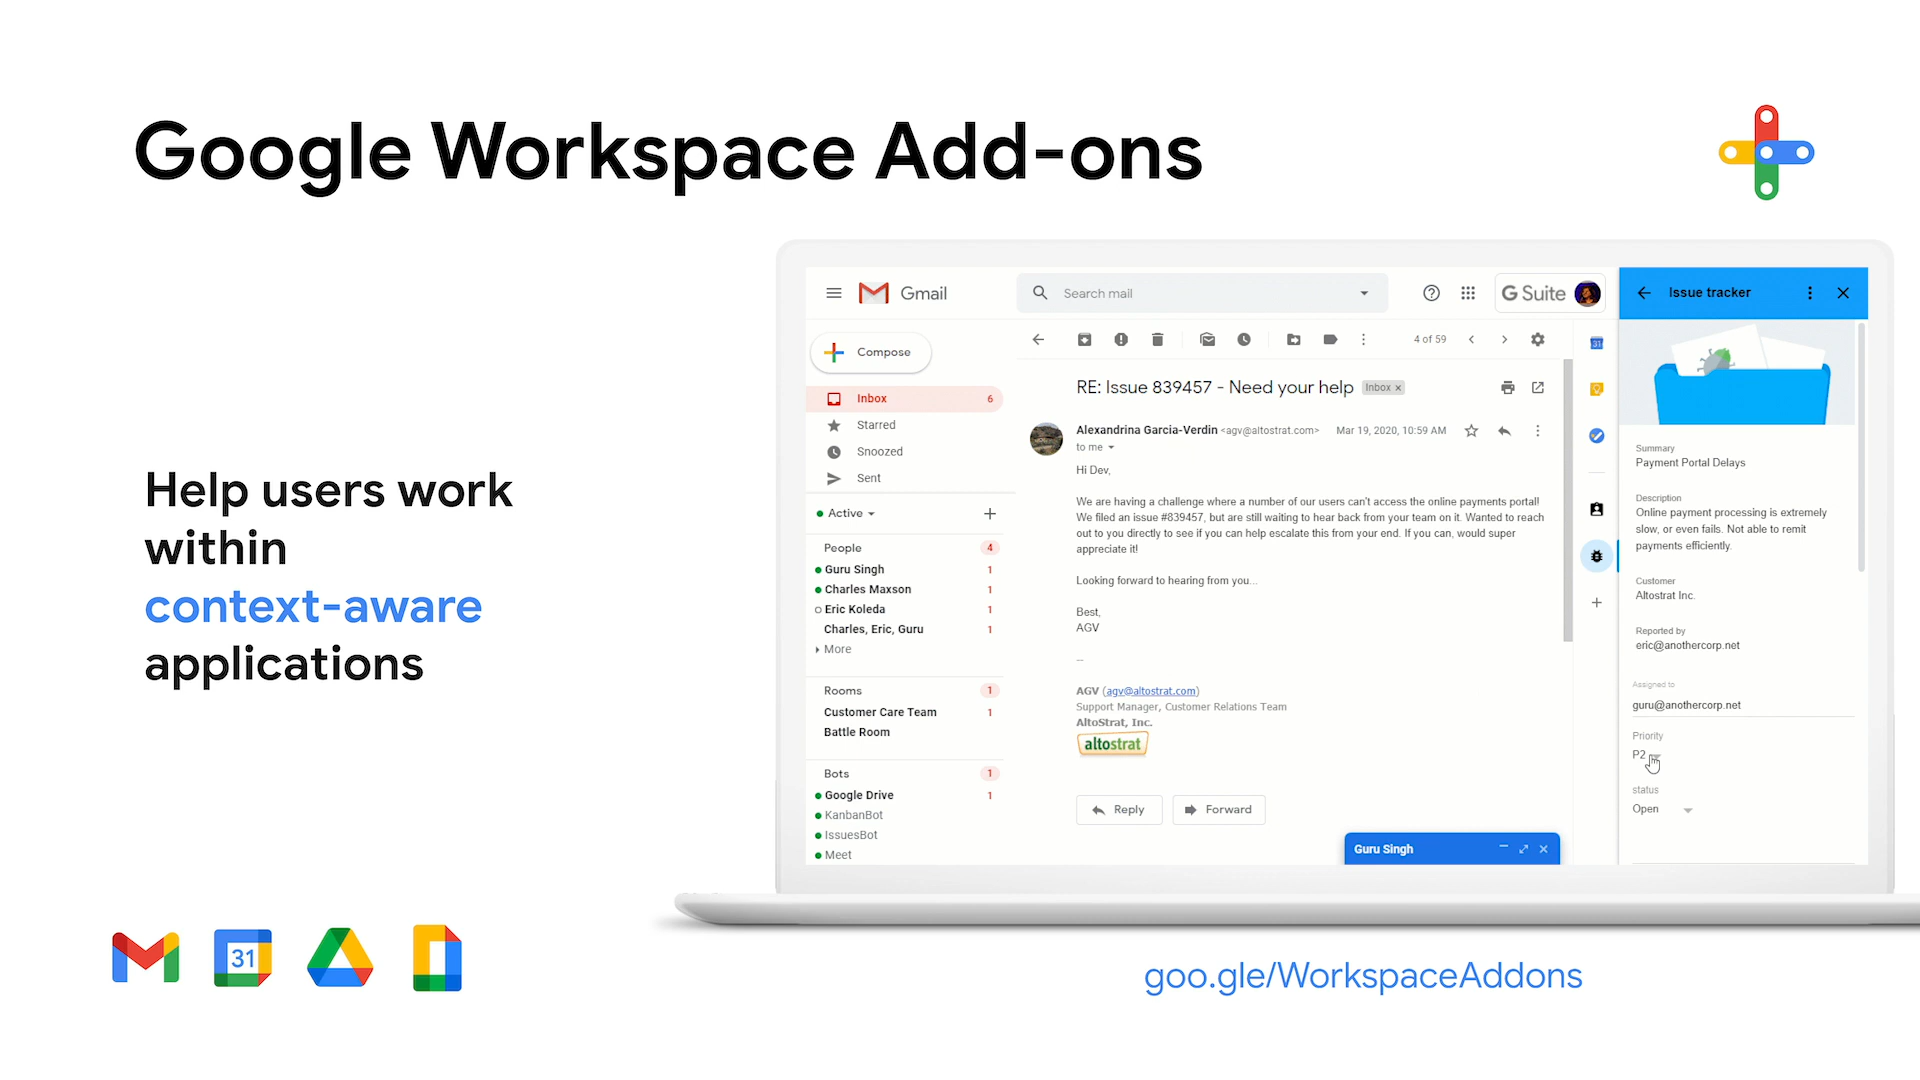 Google Workspace Add-ons
Help users work
within
context-aware
applications
Gmail
Search mail
G Suite
Compose
Inbox 6
Starred
Snoozed
Sent
Active
People 4
Guru Singh 1
Charles Maxson 1
Eric Koleda 1
Charles, Eric, Guru 1
More
Rooms 1
Customer Care Team 1
Battle Room
Bots 1
Google Drive 1
KanbanBot
IssuesBot
Meet
4 of 59
RE: Issue 839457 - Need your help Inbox x
Alexandrina Garcia-Verdin <agv@altostrat.com> Mar 19, 2020, 10:59 AM
to me
Hi Dev,
We are having a challenge where a number of our users can't access the online payments portal!
We filed an issue #839457, but are still waiting to hear back from your team on it. Wanted to reach
out to you directly to see if you can help escalate this from your end. If you can, would super
appreciate it!
Looking forward to hearing from you...
Best,
AGV
--
AGV (agv@altostrat.com)
Support Manager, Customer Relations Team
AltoStrat, Inc.
altostrat
Reply Forward
Guru Singh
31
Issue tracker
Summary
Payment Portal Delays
Description
Online payment processing is extremely
slow, or even fails. Not able to remit
payments efficiently.
Customer
Altostrat Inc.
Reported by
eric@anothercorp.net
Assigned to
guru@anothercorp.net
Priority
P2
status
Open
31
goo.gle/WorkspaceAddons